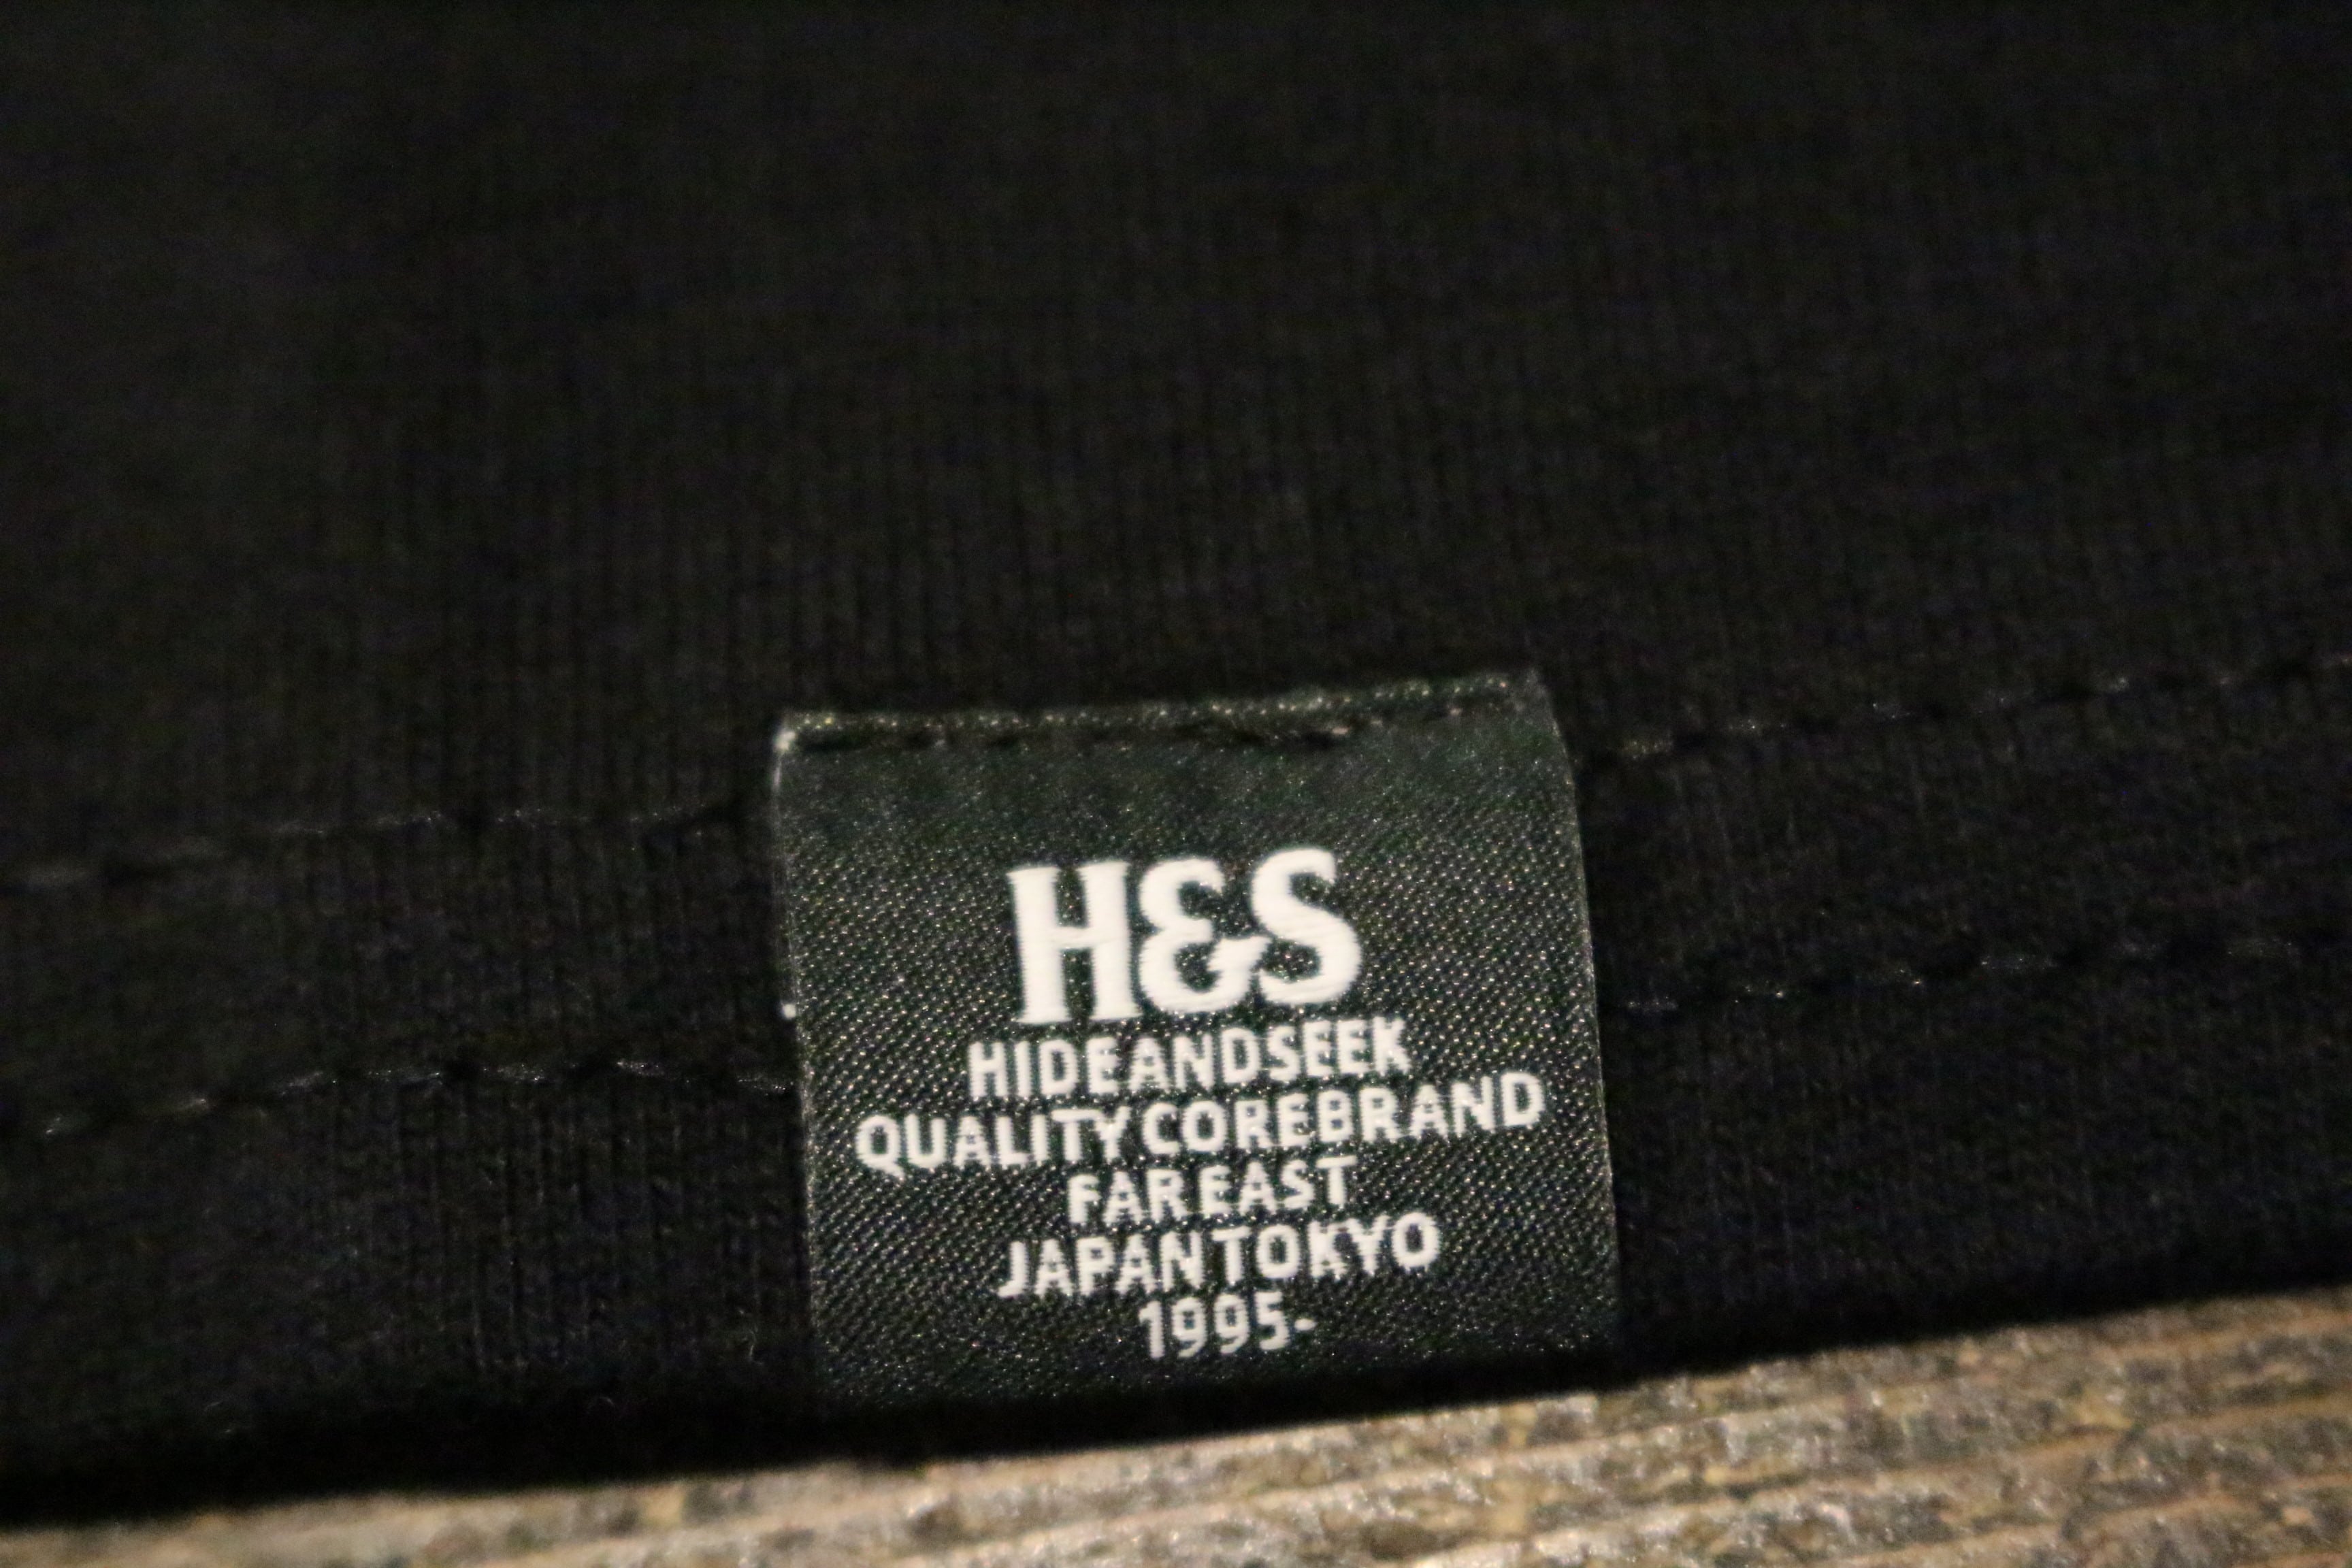 H&S
HIDEANDSEEK
QUALITY COREBRAND
FAR EAST
JAPAN TOKYO
1995-